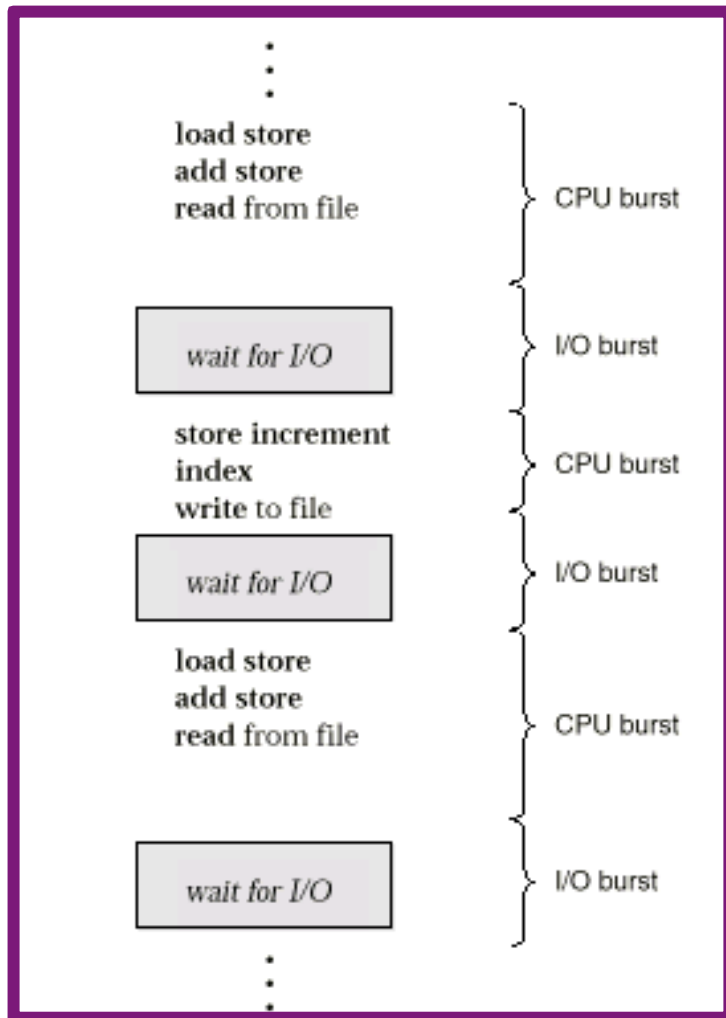 load store
add store
read from file
CPU burst
wait for I/O
I/O burst
store increment
index
write to file
CPU burst
wait for I/O
I/O burst
load store
add store
read from file
CPU burst
wait for I/O
I/O burst